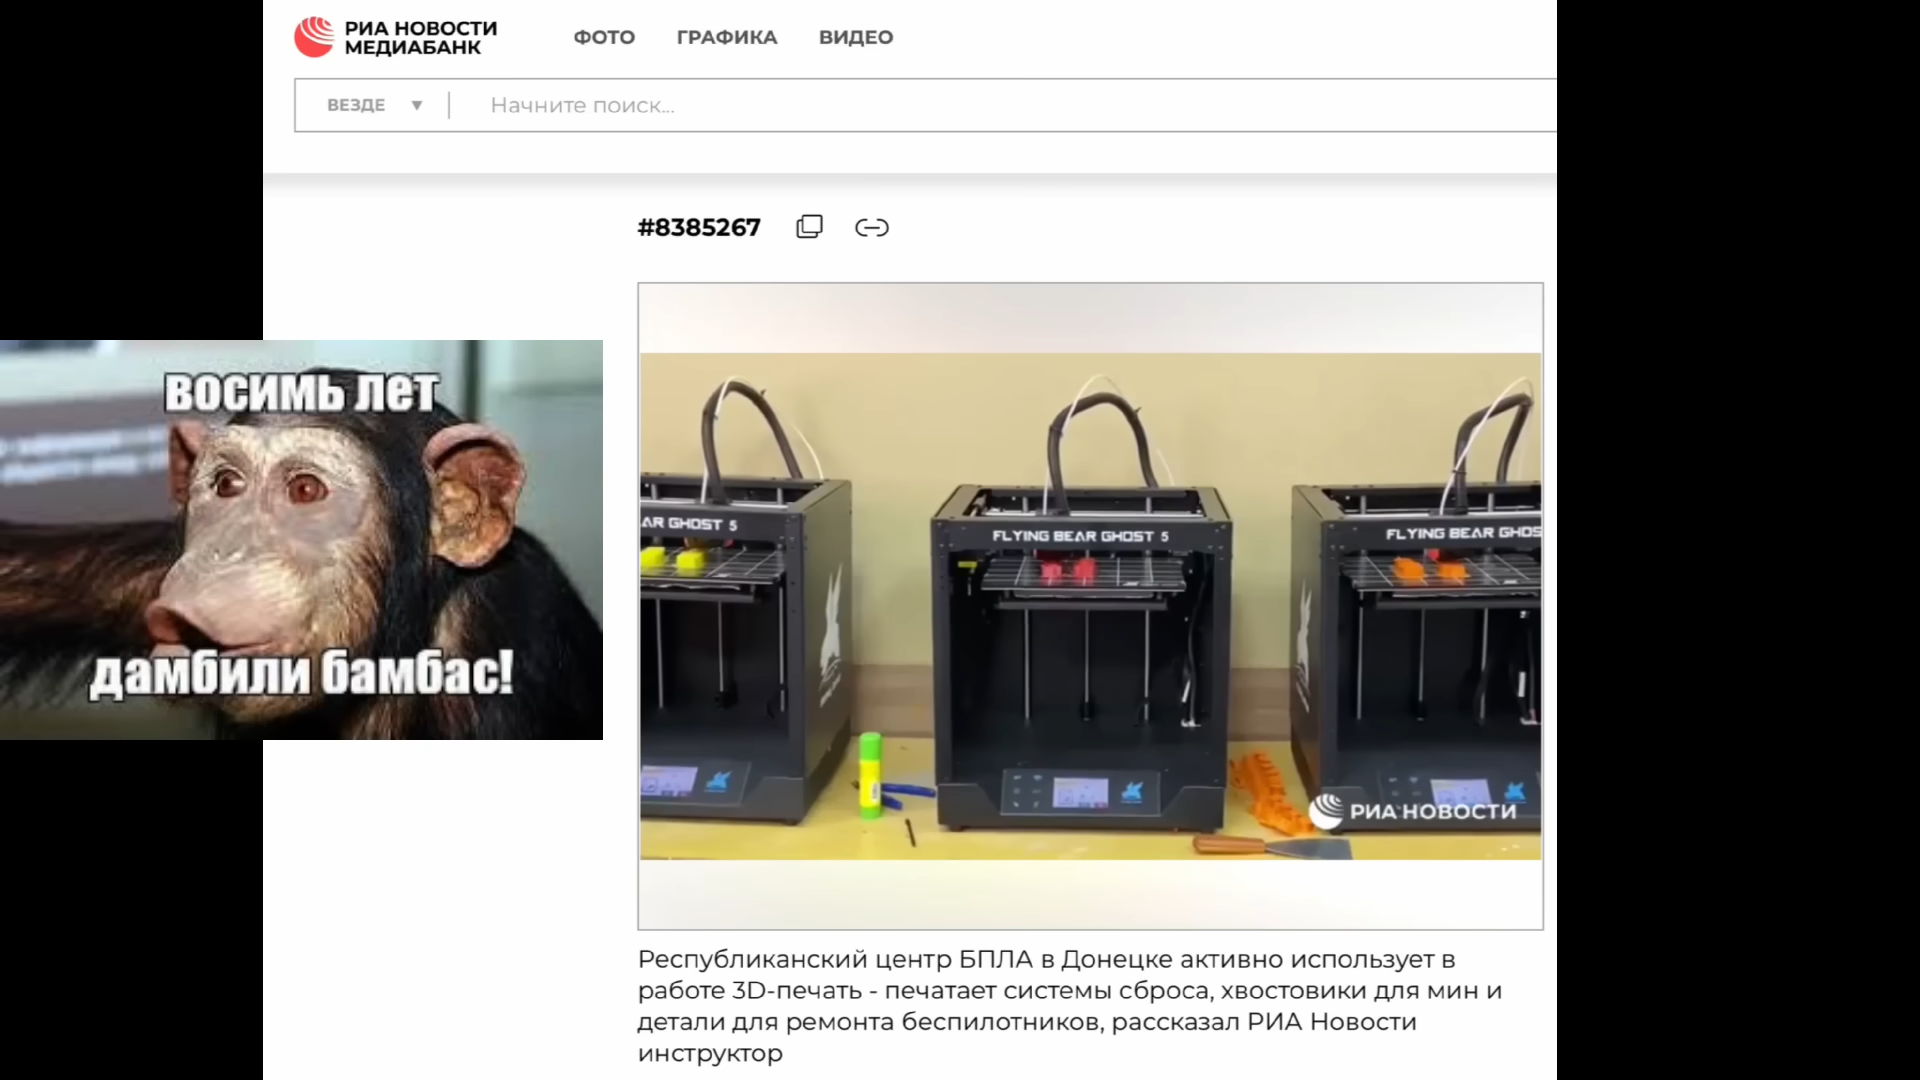 РИА НОВОСТИ
МЕДИАБАНК
ФОТО ГРАФИКА ВИДЕО
ВЕЗДЕ Начните поиск...
#8385267
восимь лет
дамбили бамбас!
AR GHOST 5
FLYING BEAR GHOST 5
FLYING BEAR GHOS
РИА НОВОСТИ
Республиканский центр БПЛА в Донецке активно использует в
работе 3D-печать - печатает системы сброса, хвостовики для мин и
детали для ремонта беспилотников, рассказал РИА Новости
инструктор